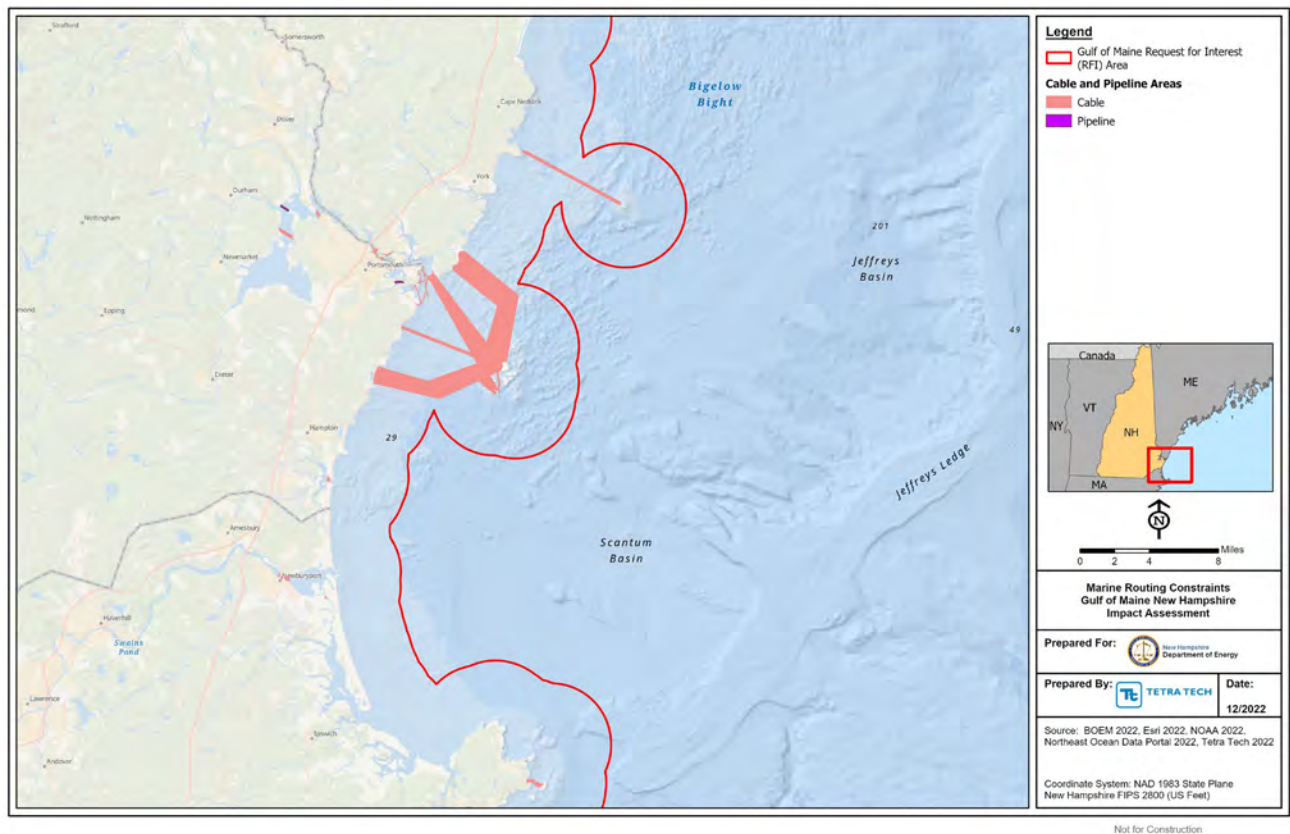 Strafford
Somersworth
Cape Neddick
Bigelow
Bight
Dover
York
Durham
Nottingham
Newmarket
Portsmouth
201
Jeffreys
Basin
Epping
49
Exeter
Hampton
29
Jeffreys Ledge
Scantum
Basin
Amesbury
Newburyport
Haverhill
Swains
Pond
Lawrence
Ipswich
Andover
Legend
Gulf of Maine Request for Interest
(RFI) Area
Cable and Pipeline Areas
Cable
Pipeline
Canada
ME
VT
NY
NH
MA
N
0 2 4 8 Miles
Marine Routing Constraints
Gulf of Maine New Hampshire
Impact Assessment
Prepared For:
New Hampshire
Department of Energy
Prepared By:
Tt TETRA TECH
Date:
12/2022
Source: BOEM 2022, Esri 2022, NOAA 2022,
Northeast Ocean Data Portal 2022, Tetra Tech 2022
Coordinate System: NAD 1983 State Plane
New Hampshire FIPS 2800 (US Feet)
Not for Construction